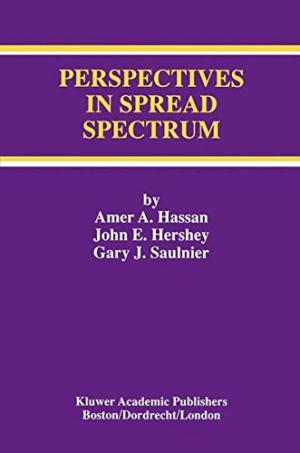 PERSPECTIVES
IN SPREAD
SPECTRUM
by
Amer A. Hassan
John E. Hershey
Gary J. Saulnier
Kluwer Academic Publishers
Boston/Dordrecht/London